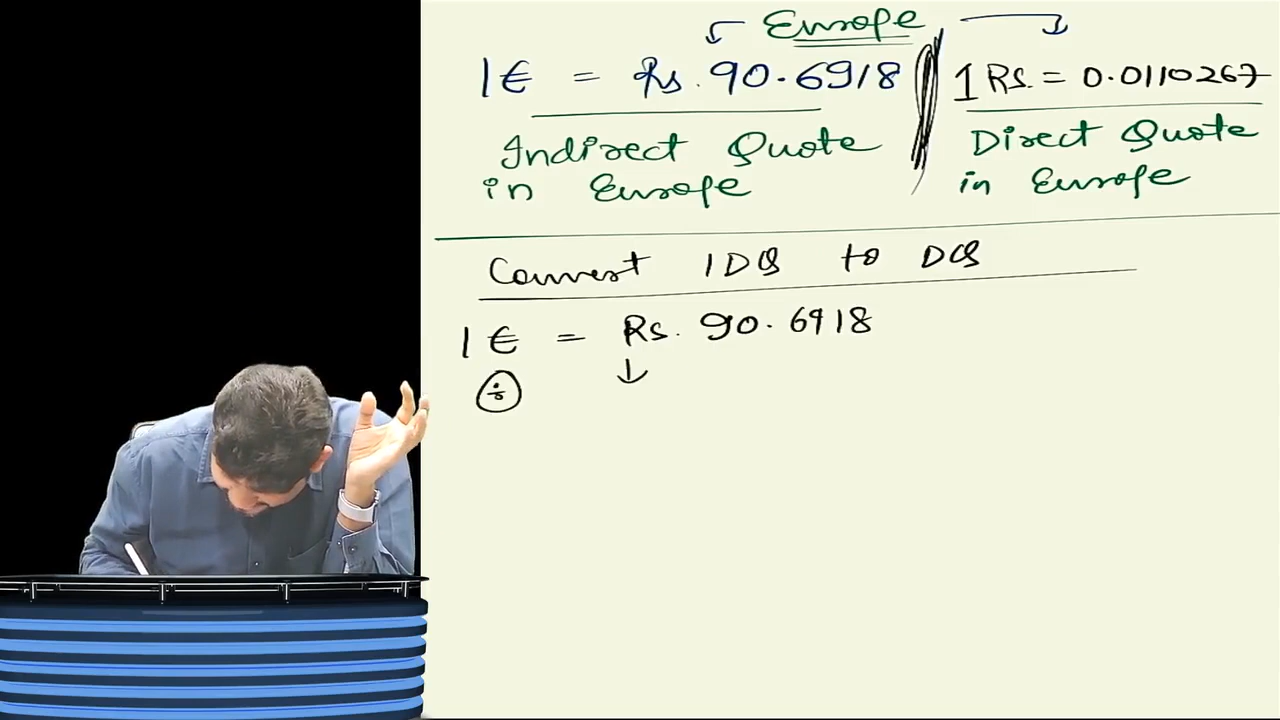 Europe
1€ = Rs. 90.6918
Indirect Quote
in Europe
1 Rs. = 0.0110267
Direct Quote
in Europe
Convert IDQ to DQ
1€ = Rs. 90.6918
÷